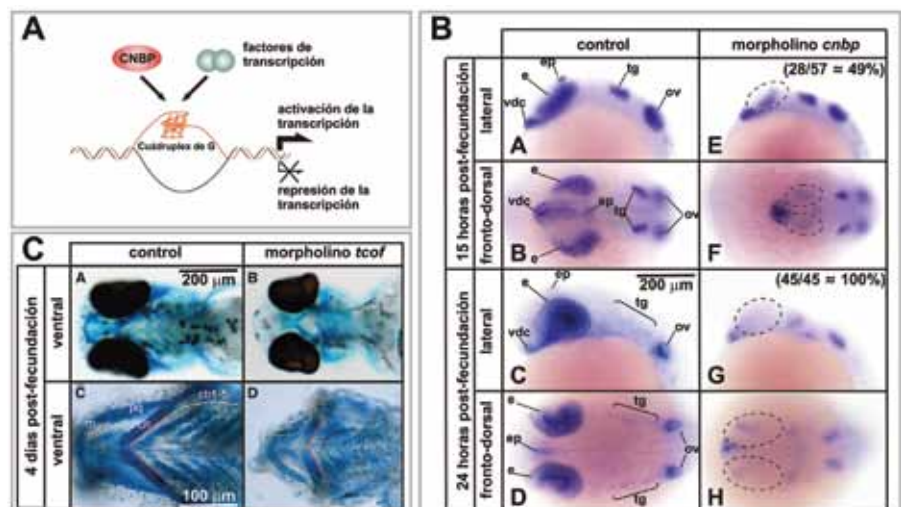 A
CNBP
factores de
transcripción
activación de la
transcripción
Cuádruplex de G
represión de la
transcripción
B
control
morpholino cnbp
15 horas post-fecundación
lateral
ep
e
tg
ov
vdc
A
(28/57 = 49%)
E
fronto-dorsal
e
vdc
ep
tg
ov
e
B
F
24 horas post-fecundación
lateral
200 µm
ep
e
tg
vdc
ov
C
(45/45 = 100%)
G
fronto-dorsal
e
tg
ep
ov
e
tg
D
H
C
control
morpholino tcof
4 días post-fecundación
ventral
A
200 µm
B
ventral
C
pq
100 µm
D